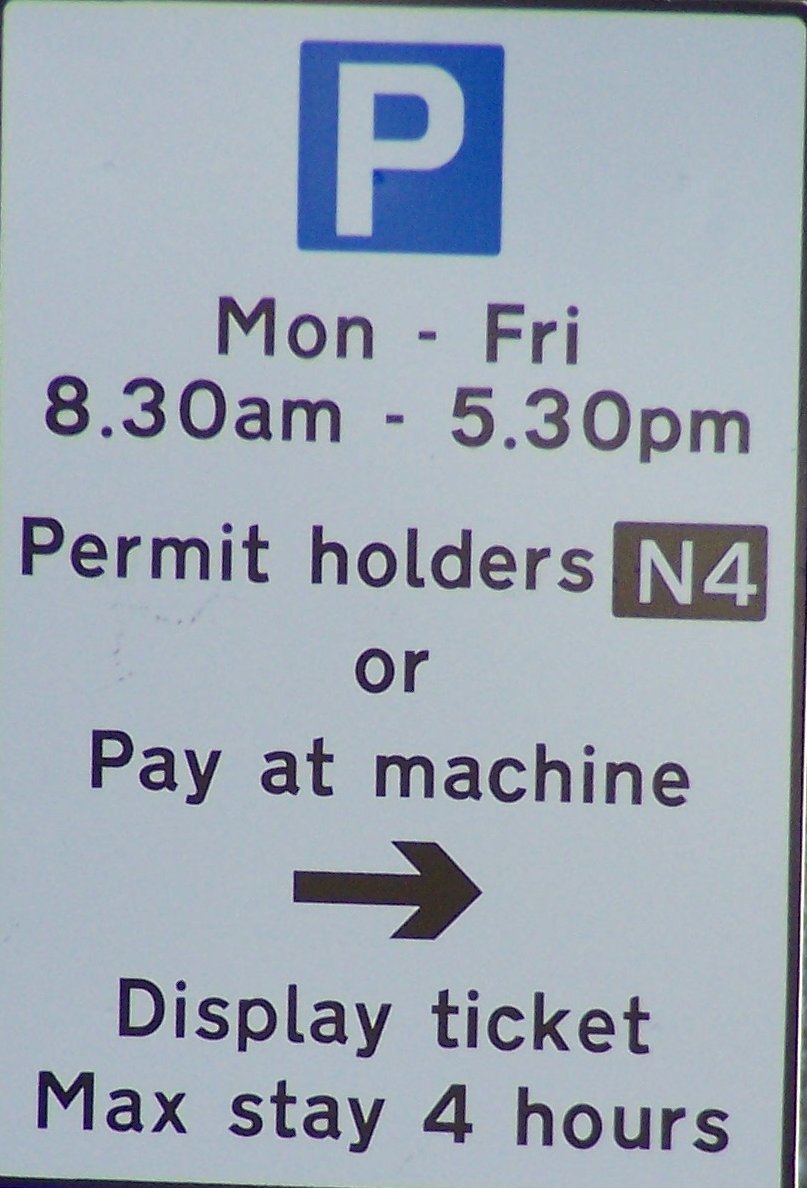 P
Mon - Fri
8.30am - 5.30pm
Permit holders N4
or
Pay at machine
Display ticket
Max stay 4 hours